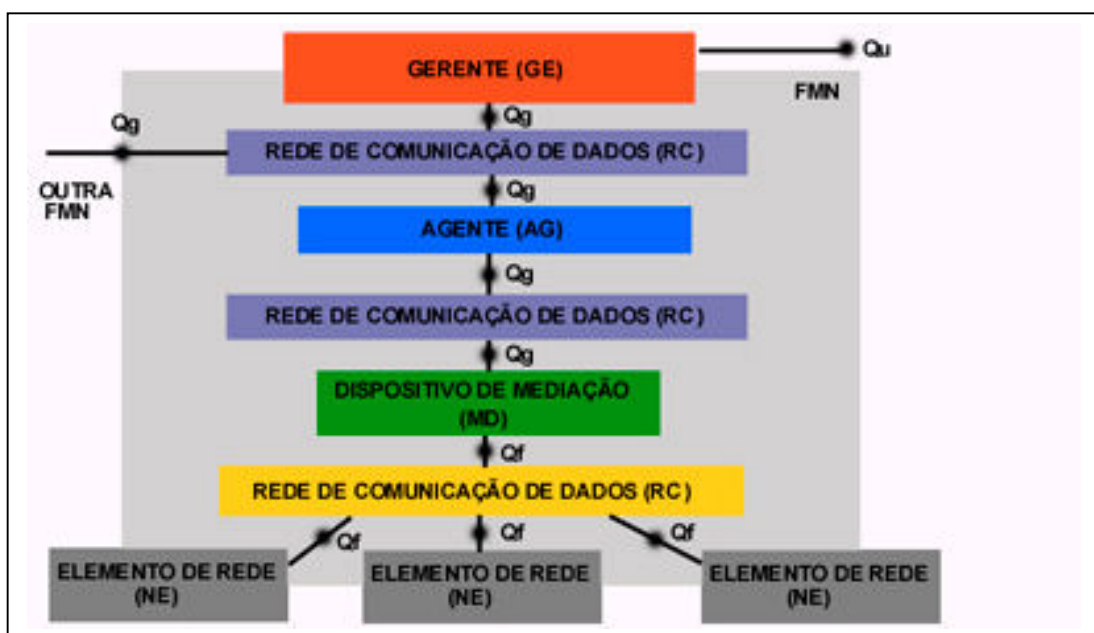 GERENTE (GE)
Qu
FMN
Qg
Qg
REDE DE COMUNICAÇÃO DE DADOS (RC)
OUTRA
FMN
Qg
AGENTE (AG)
Qg
REDE DE COMUNICAÇÃO DE DADOS (RC)
Qg
DISPOSITIVO DE MEDIAÇÃO
(MD)
Qf
REDE DE COMUNICAÇÃO DE DADOS (RC)
Qf
Qf
Qf
ELEMENTO DE REDE
(NE)
ELEMENTO DE REDE
(NE)
ELEMENTO DE REDE
(NE)